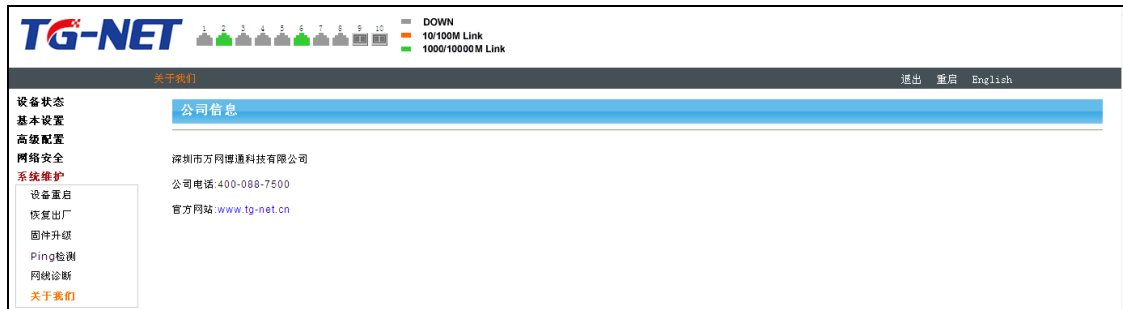 TG-NET
1 2 3 4 5 6 7 8 9 10
DOWN
10/100M Link
1000/10000M Link
关于我们
退出 重启 English
设备状态
基本设置
高级配置
网络安全
系统维护
设备重启
恢复出厂
固件升级
Ping检测
网线诊断
关于我们
公司信息
深圳市万网博通科技有限公司
公司电话:400-088-7500
官方网站:www.tg-net.cn